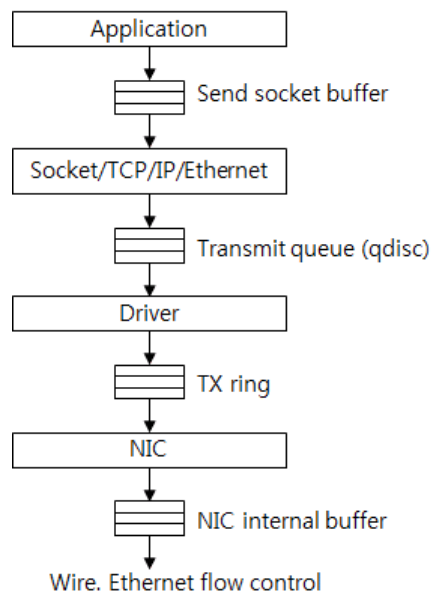 Application
Send socket buffer
Socket/TCP/IP/Ethernet
Transmit queue (qdisc)
Driver
TX ring
NIC
NIC internal buffer
Wire. Ethernet flow control